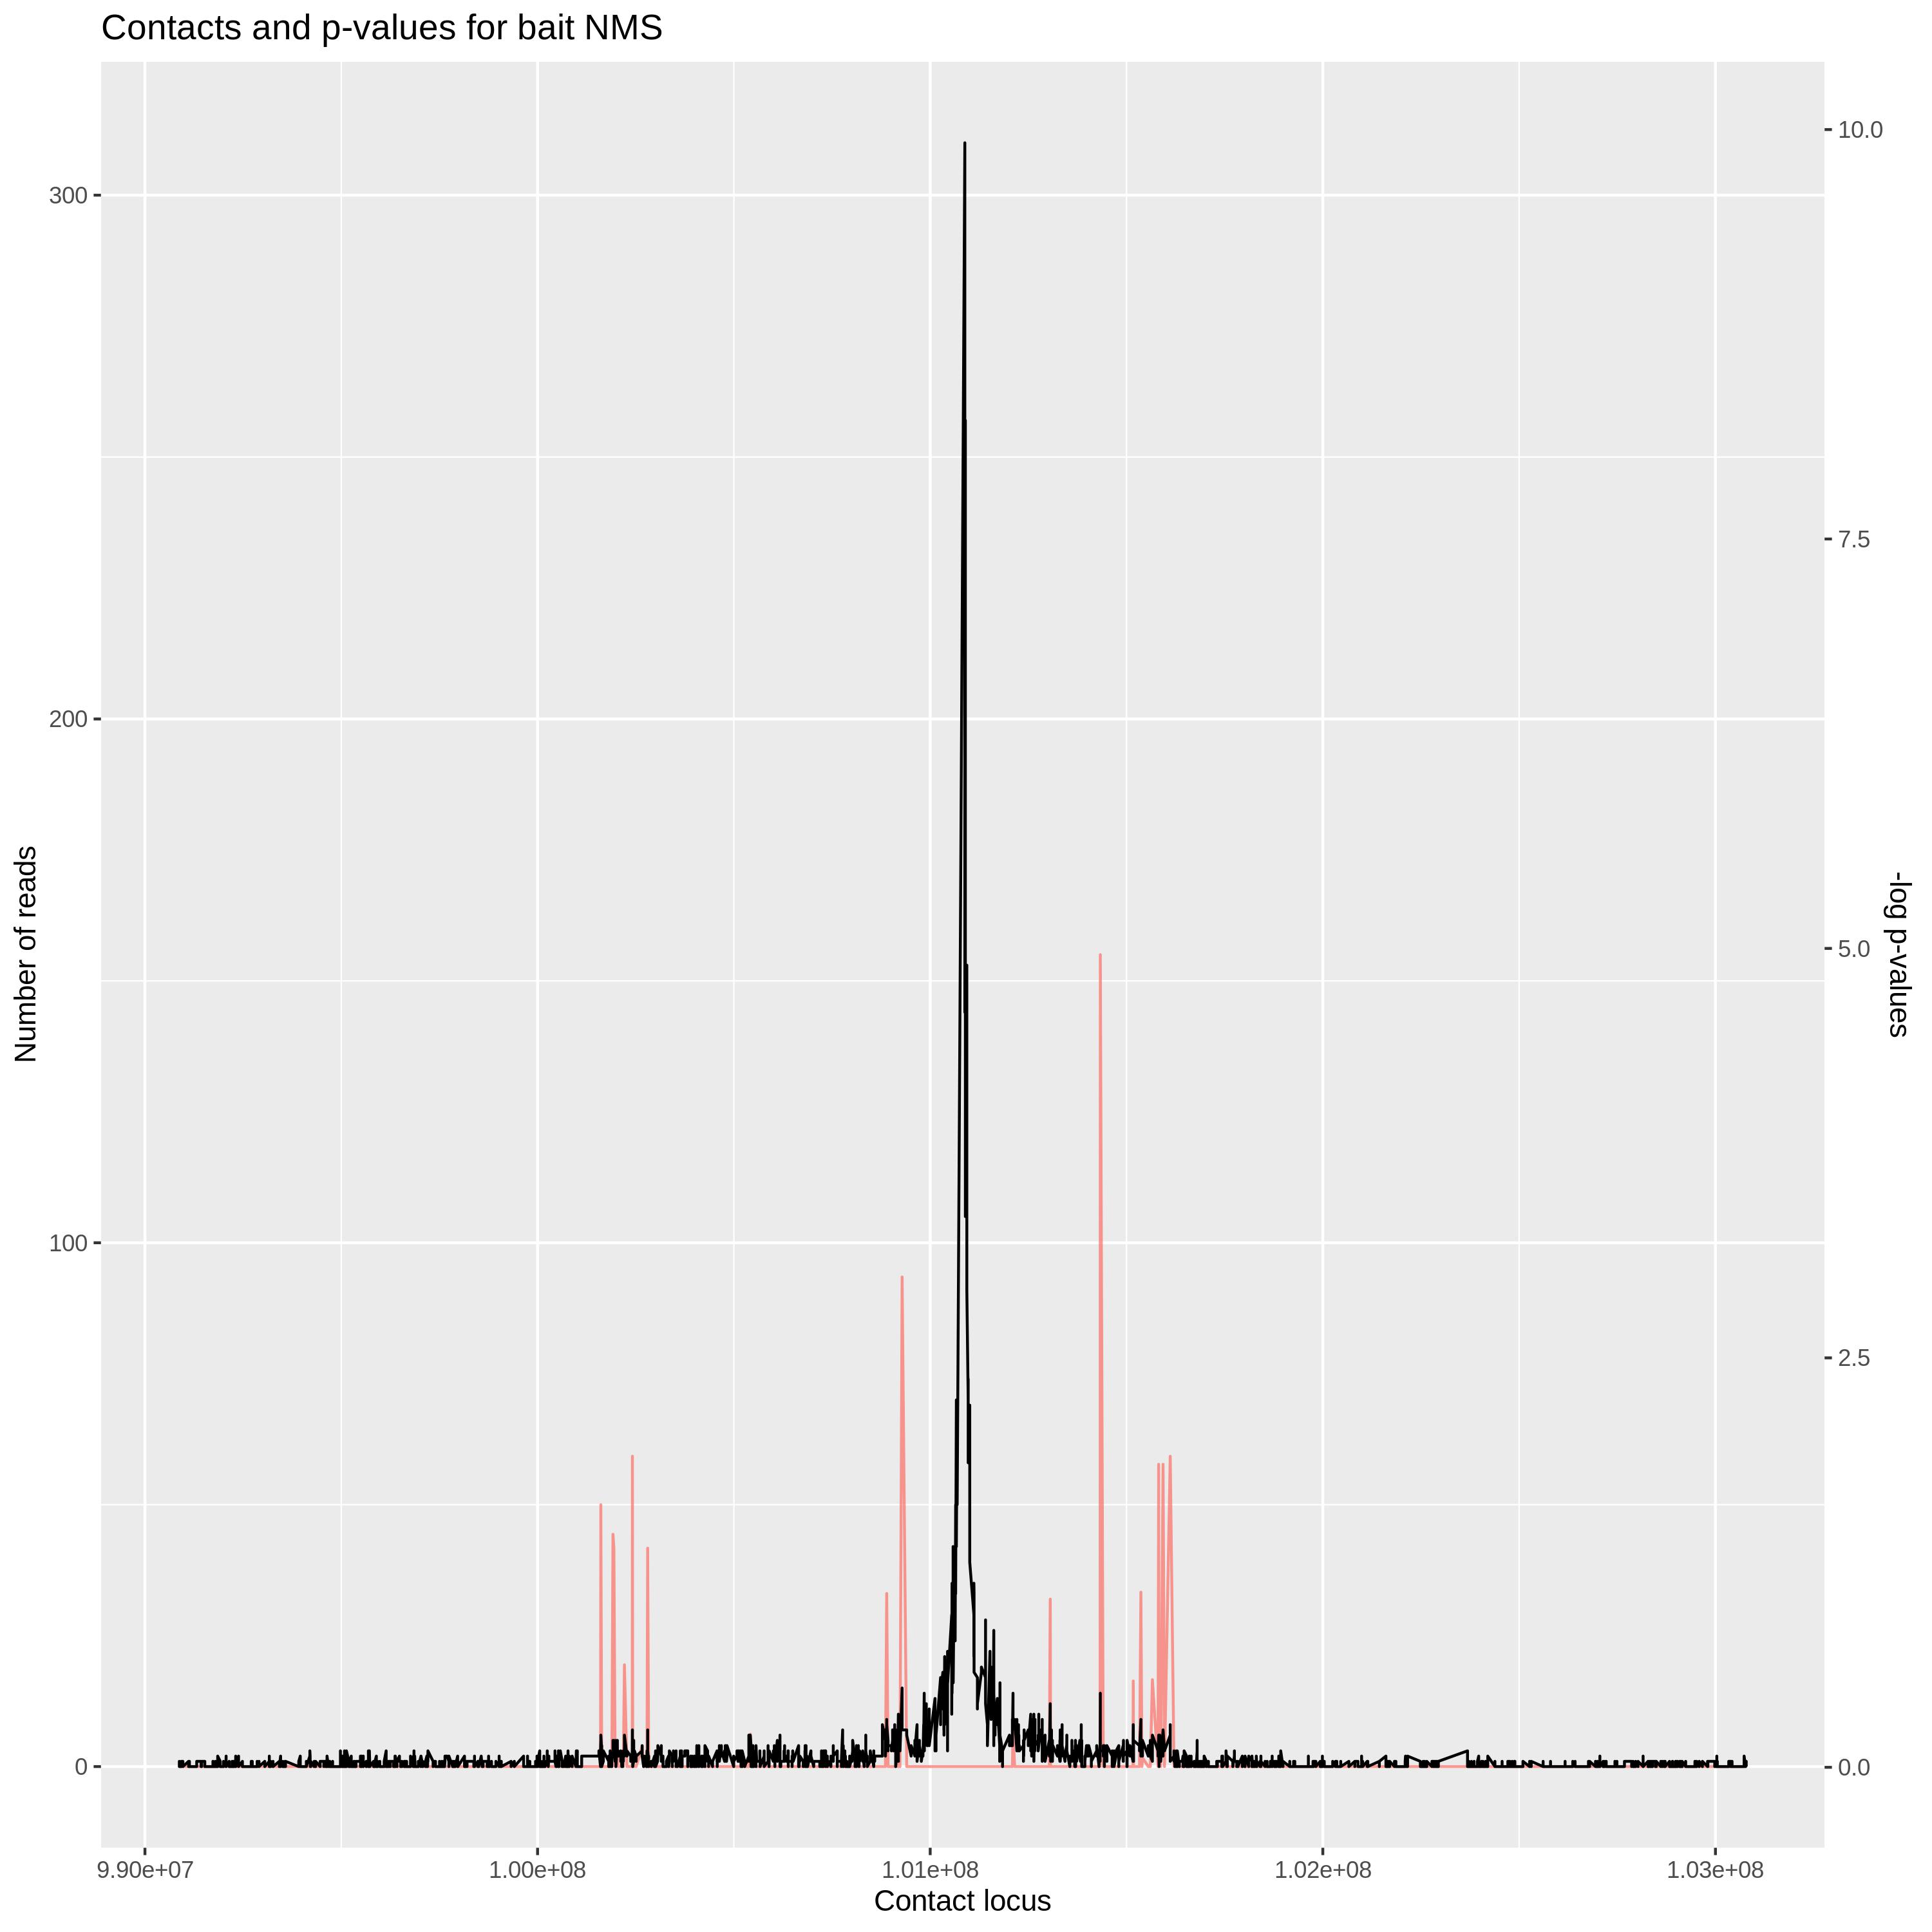 Contacts and p-values for bait NMS
300
200
100
0
Number of reads
10.0
7.5
5.0
2.5
0.0
-log p-values
9.90e+07
1.00e+08
1.01e+08
1.02e+08
1.03e+08
Contact locus